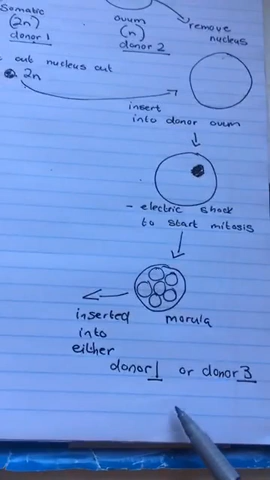 somatic
(2n)
donor 1
ovum
(n)
donor 2
remove
nucleus
out nucleus out
2n
insert
into donor ovum
- electric shock
to start mitosis
inserted
into
either
morula
donor 1 or donor 3